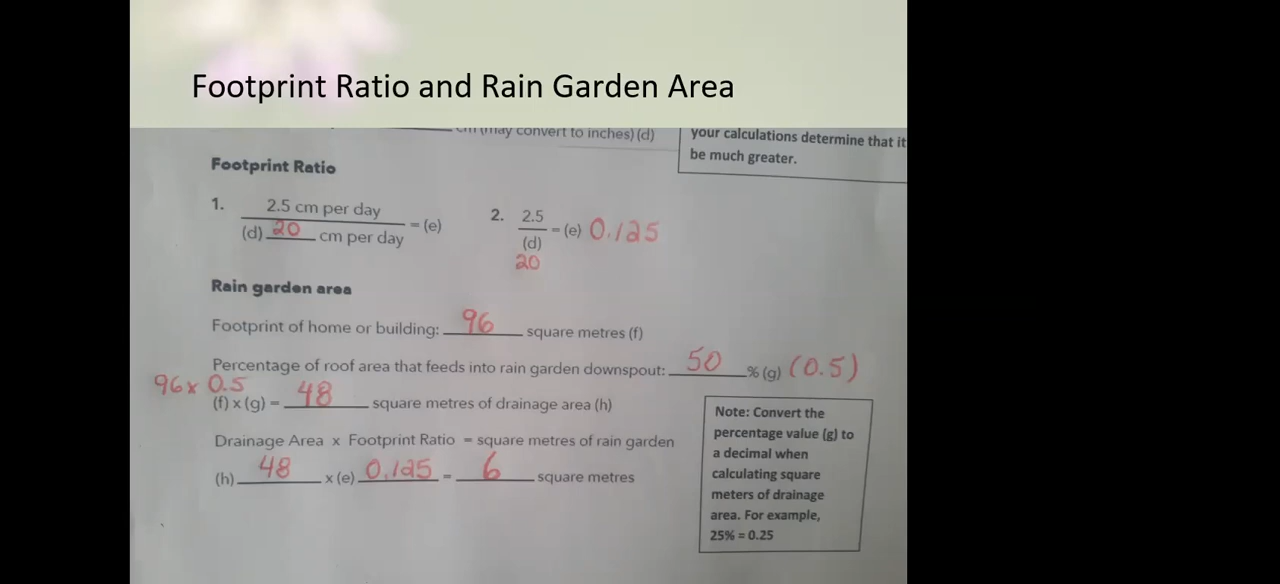 Footprint Ratio and Rain Garden Area
cm (may convert to inches) (d)
your calculations determine that it
be much greater.
Footprint Ratio
1. 2.5 cm per day
(d) 20 cm per day = (e)
2. 2.5
(d) = (e) 0.125
20
Rain garden area
Footprint of home or building: 96 square metres (f)
Percentage of roof area that feeds into rain garden downspout: 50 % (g) (0.5)
96 x 0.5
(f) x (g) = 48 square metres of drainage area (h)
Drainage Area x Footprint Ratio = square metres of rain garden
(h) 48 x (e) 0.125 = 6 square metres
Note: Convert the
percentage value (g) to
a decimal when
calculating square
meters of drainage
area. For example,
25% = 0.25